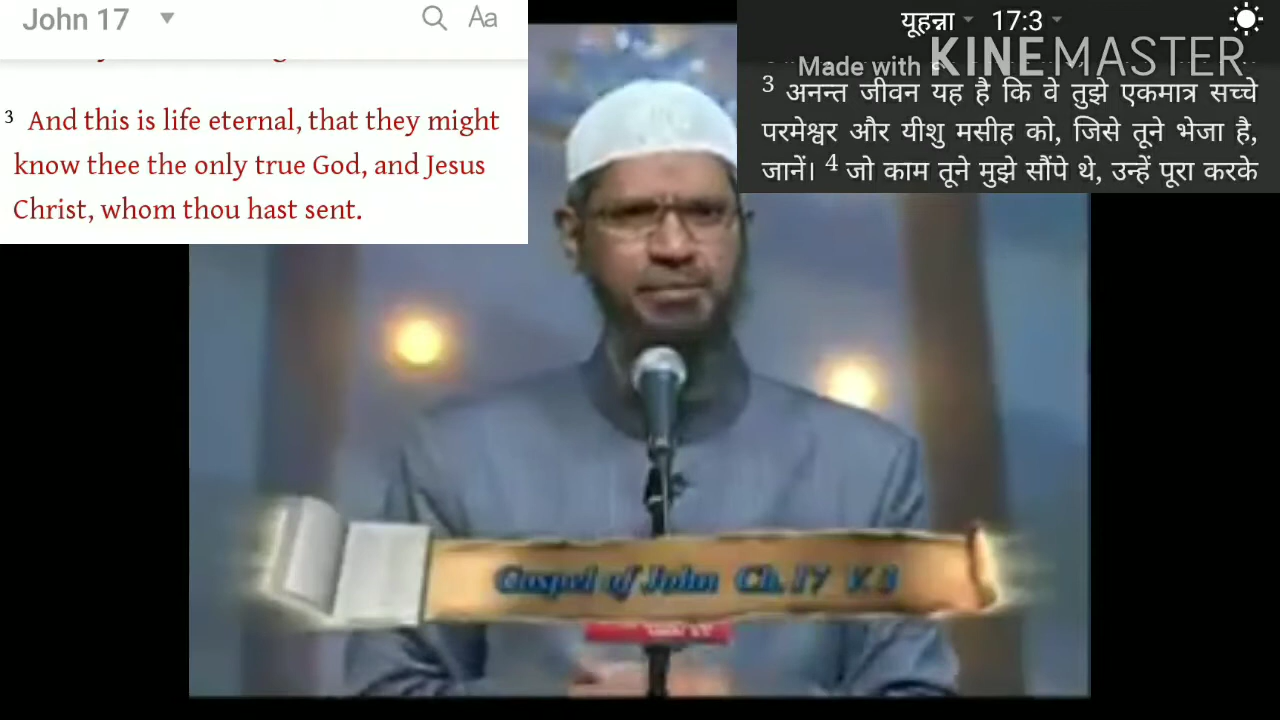 John 17
Aa
3 And this is life eternal, that they might
know thee the only true God, and Jesus
Christ, whom thou hast sent.
यूहन्ना 17:3
Made with KINEMASTER
3 अनन्त जीवन यह है कि वे तुझे एकमात्र सच्चे
परमेश्वर और यीशु मसीह को, जिसे तूने भेजा है,
जानें। 4 जो काम तूने मुझे सौंपे थे, उन्हें पूरा करके
Gospel of John Ch. 17 V. 3